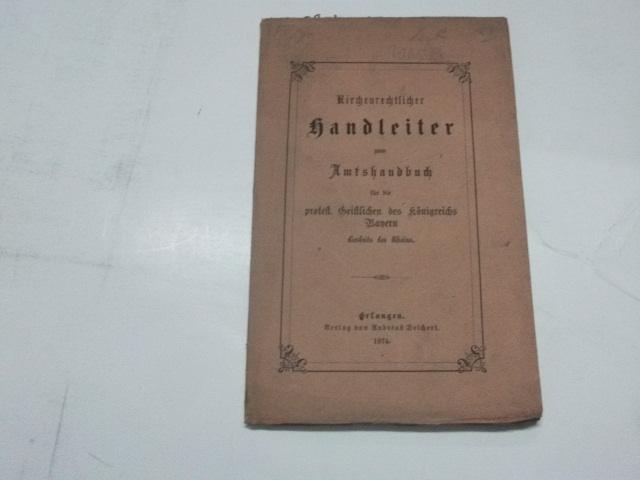 Kirchenrechtlicher
Handleiter
zum
Amtshandbuch
für die
protest. Geistlichen des Königreichs
Bayern
diesseits des Rheins.
Erlangen.
Verlag von Andreas Deichert.
1874.